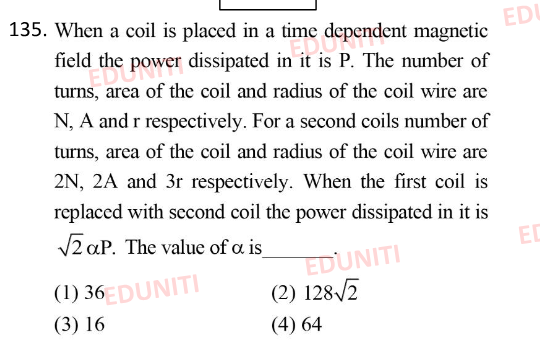 EDU
135. When a coil is placed in a time dependent magnetic
field the power dissipated in it is P. The number of
turns, area of the coil and radius of the coil wire are
N, A and r respectively. For a second coils number of
turns, area of the coil and radius of the coil wire are
2N, 2A and 3r respectively. When the first coil is
replaced with second coil the power dissipated in it is
√2 αP. The value of α is______.
(1) 36 (2) 128√2
(3) 16 (4) 64
EDUNITI
EDUNITI
EDUNITI
EDUNITI